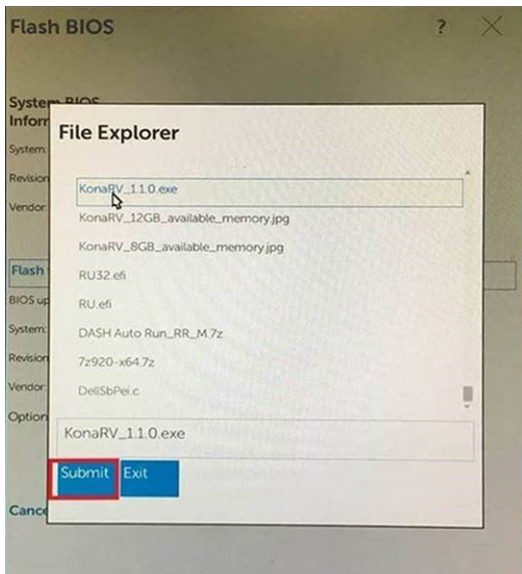 Flash BIOS ?
System BIOS
Inform
System:
Revision
Vendor:
File Explorer
KonaRV_1.1.0.exe
KonaRV_12GB_available_memory.jpg
KonaRV_8GB_available_memory.jpg
RU32.efi
RU.efi
DASH Auto Run_RR_M.7z
7z920-x64.7z
DellSbPei.c
Flash
BIOS up
System:
Revision
Vendor:
Option
KonaRV_1.1.0.exe
Submit Exit
Cance